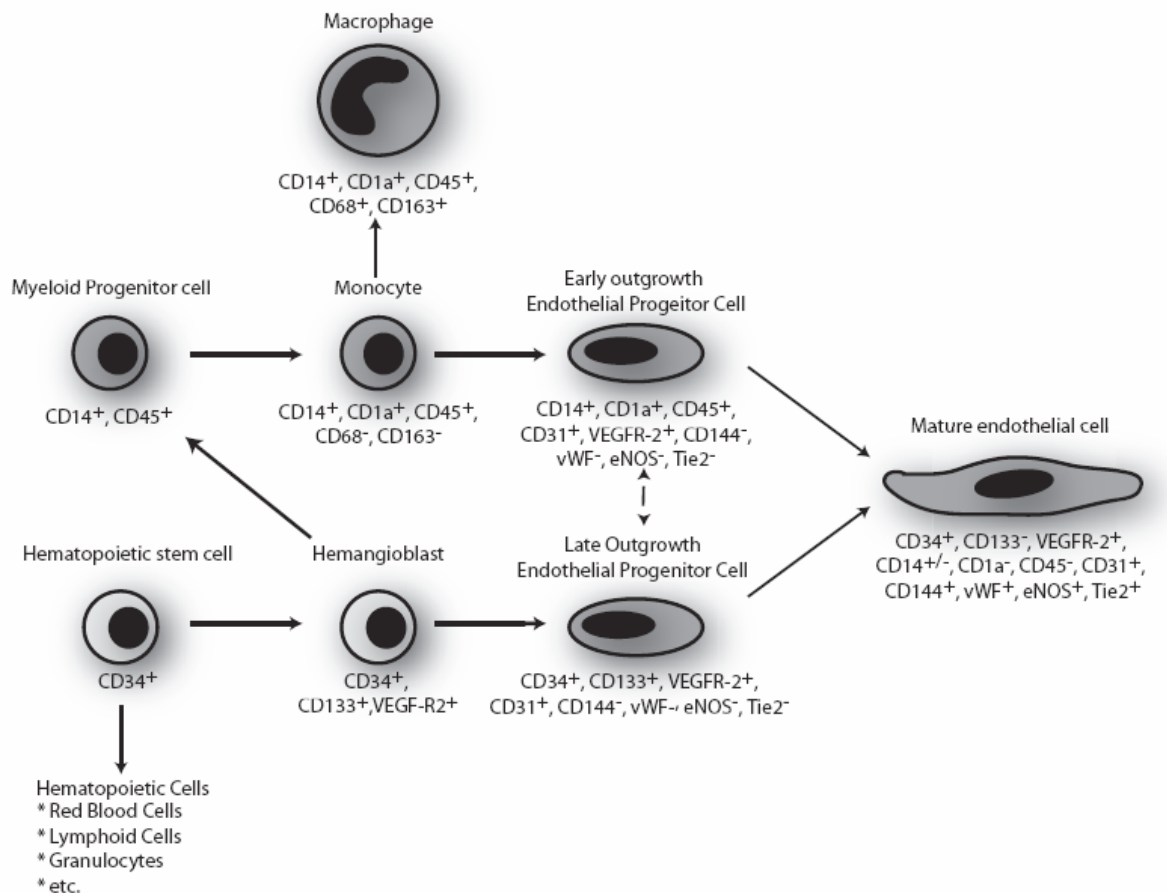 Macrophage
CD14⁺, CD1a⁺, CD45⁺,
CD68⁺, CD163⁺
Myeloid Progenitor cell
CD14⁺, CD45⁺
Monocyte
CD14⁺, CD1a⁺, CD45⁺,
CD68⁻, CD163⁻
Early outgrowth
Endothelial Progeitor Cell
CD14⁺, CD1a⁺, CD45⁺,
CD31⁺, VEGFR-2⁺, CD144⁻,
vWF⁻, eNOS⁻, Tie2⁻
Mature endothelial cell
CD34⁺, CD133⁻, VEGFR-2⁺,
CD14⁺/⁻, CD1a⁻, CD45⁻, CD31⁺,
CD144⁺, vWF⁺, eNOS⁺, Tie2⁺
Hematopoietic stem cell
CD34⁺
Hemangioblast
CD34⁺,
CD133⁺,VEGF-R2⁺
Late Outgrowth
Endothelial Progenitor Cell
CD34⁺, CD133⁺, VEGFR-2⁺,
CD31⁺, CD144⁻, vWF-, eNOS⁻, Tie2⁻
Hematopoietic Cells
* Red Blood Cells
* Lymphoid Cells
* Granulocytes
* etc.